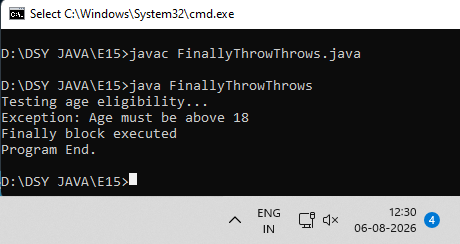 Select C:\Windows\System32\cmd.exe
D:\DSY JAVA\E15>javac FinallyThrowThrows.java
D:\DSY JAVA\E15>java FinallyThrowThrows
Testing age eligibility...
Exception: Age must be above 18
Finally block executed
Program End.
D:\DSY JAVA\E15>
ENG
IN
12:30
06-08-2026
4